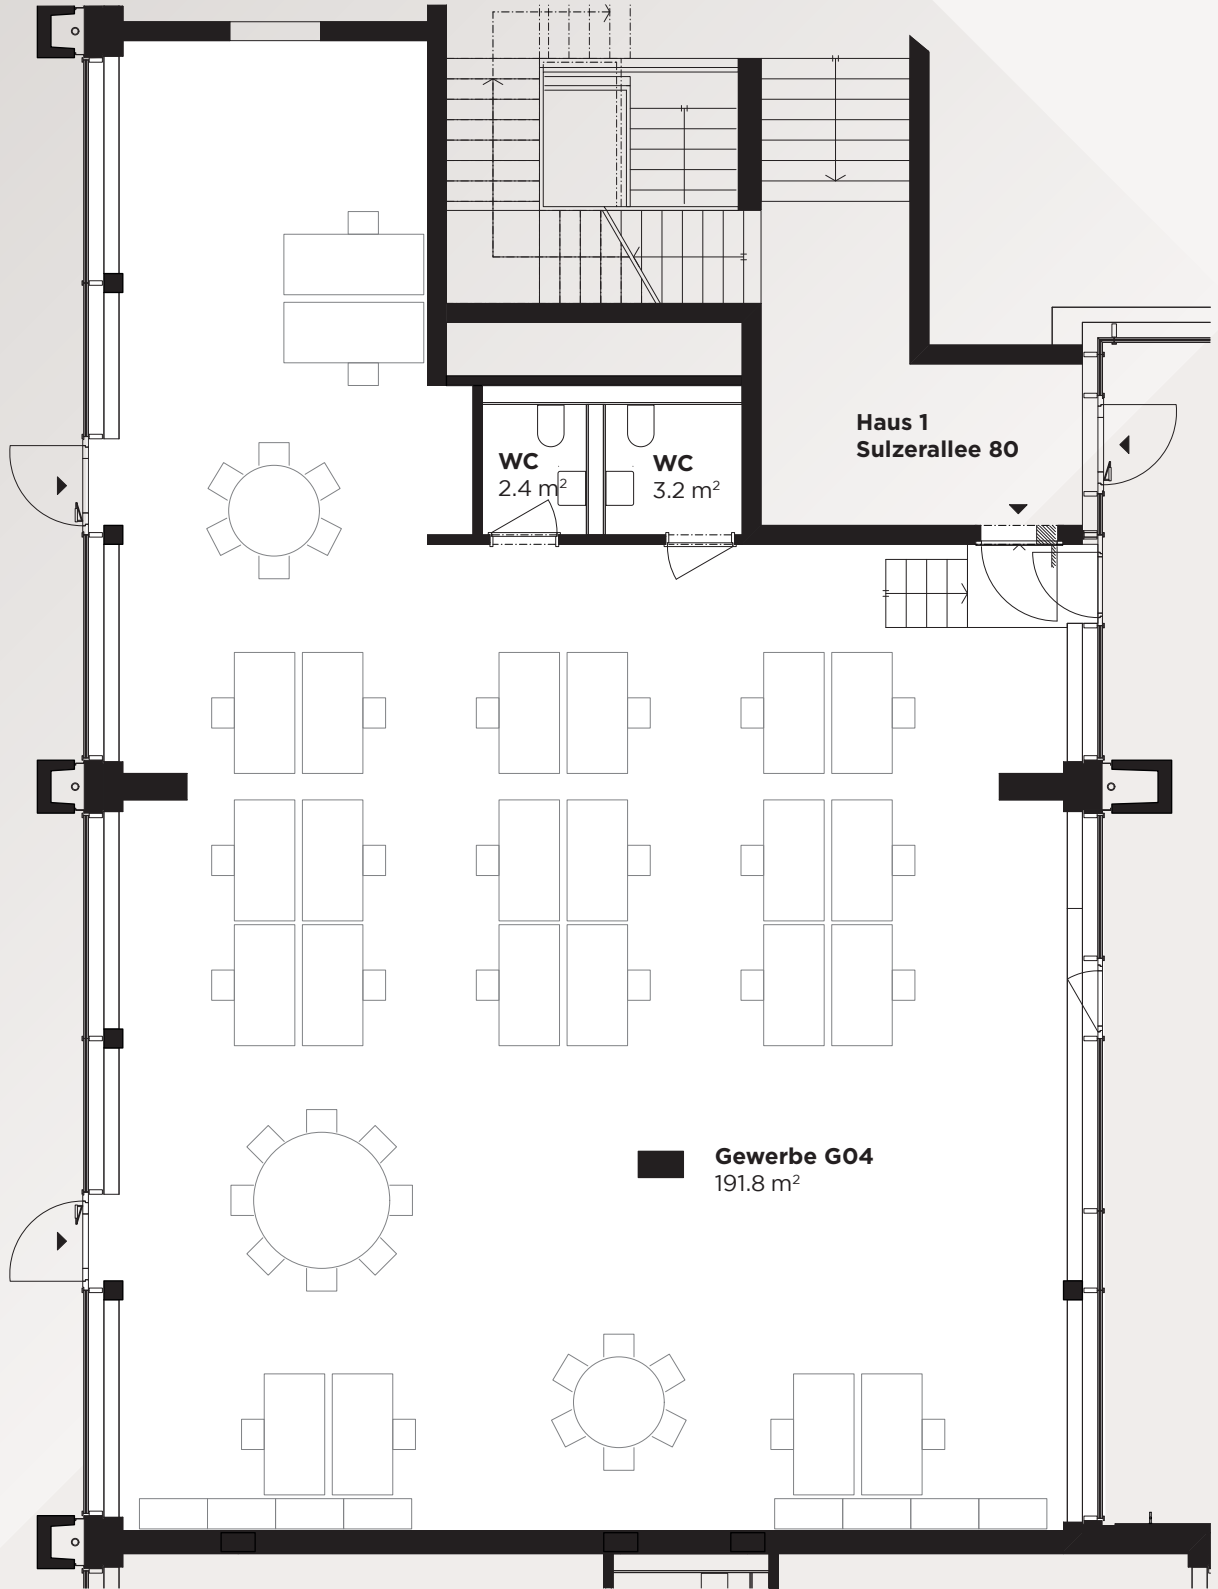 Haus 1
Sulzerallee 80
WC
2.4 m²
WC
3.2 m²
Gewerbe G04
191.8 m²